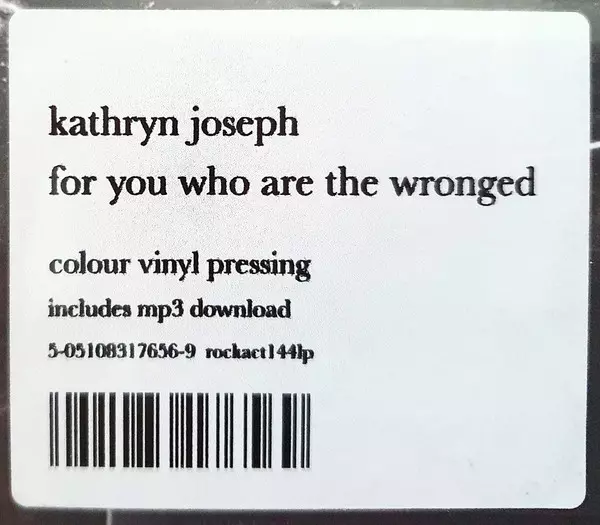 kathryn joseph
for you who are the wronged
colour vinyl pressing
includes mp3 download
5-05108317656-9 rockact144lp